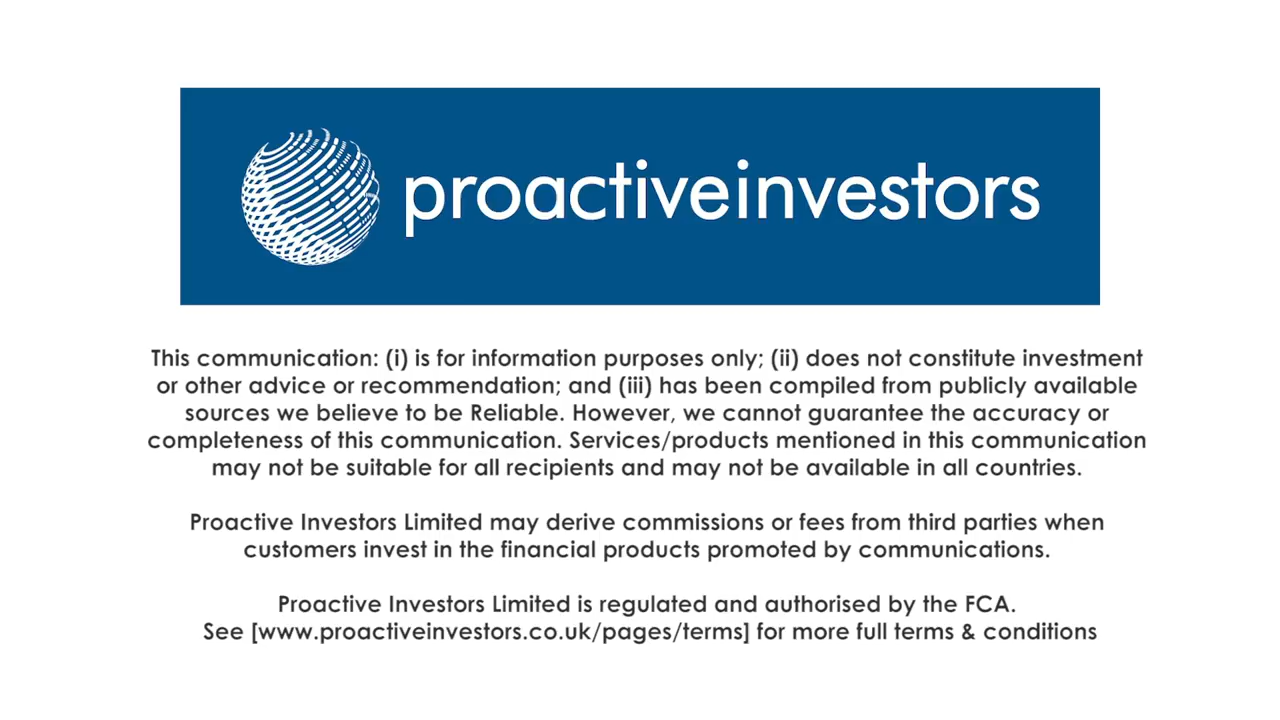 proactiveinvestors
This communication: (i) is for information purposes only; (ii) does not constitute investment
or other advice or recommendation; and (iii) has been compiled from publicly available
sources we believe to be Reliable. However, we cannot guarantee the accuracy or
completeness of this communication. Services/products mentioned in this communication
may not be suitable for all recipients and may not be available in all countries.
Proactive Investors Limited may derive commissions or fees from third parties when
customers invest in the financial products promoted by communications.
Proactive Investors Limited is regulated and authorised by the FCA.
See [www.proactiveinvestors.co.uk/pages/terms] for more full terms & conditions